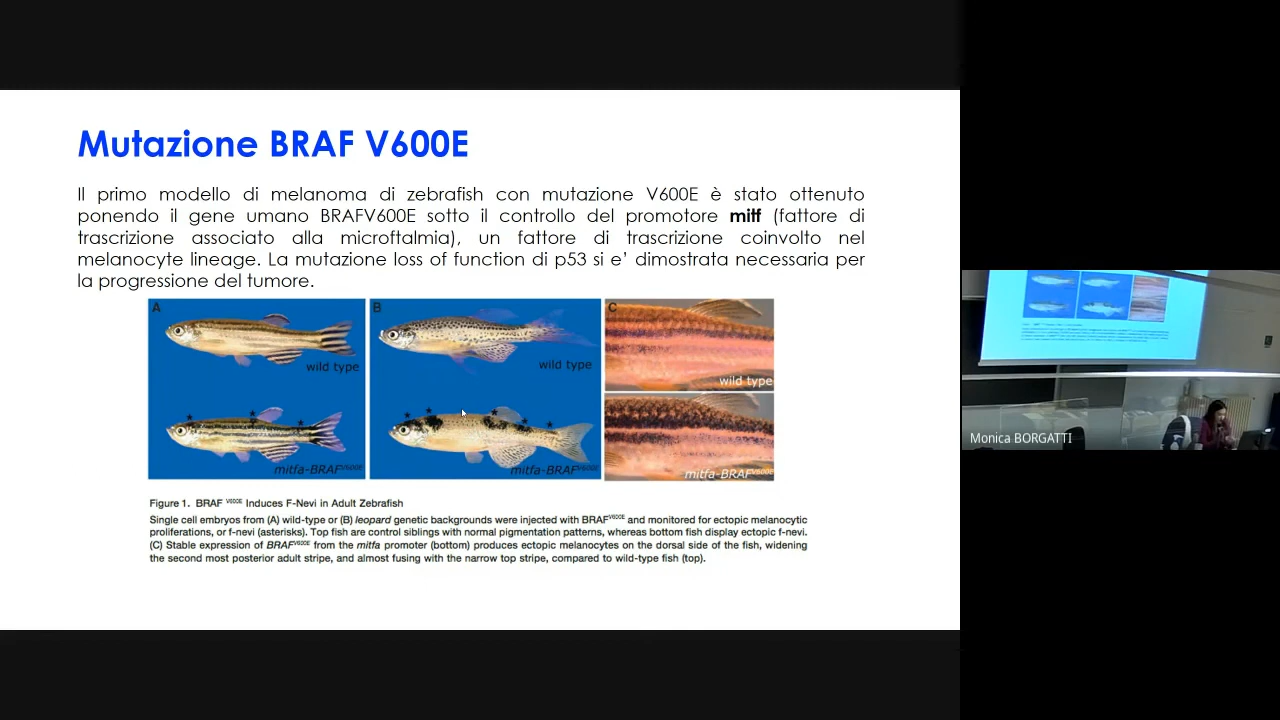 Mutazione BRAF V600E
Il primo modello di melanoma di zebrafish con mutazione V600E è stato ottenuto
ponendo il gene umano BRAFV600E sotto il controllo del promotore mitf (fattore di
trascrizione associato alla microftalmia), un fattore di trascrizione coinvolto nel
melanocyte lineage. La mutazione loss of function di p53 si e’ dimostrata necessaria per
la progressione del tumore.
A
wild type
mitfa-BRAFV600E
B
wild type
mitfa-BRAFV600E
C
wild type
mitfa-BRAFV600E
Figure 1. BRAF V600E Induces F-Nevi in Adult Zebrafish
Single cell embryos from (A) wild-type or (B) leopard genetic backgrounds were injected with BRAFV600E and monitored for ectopic melanocytic
proliferations, or f-nevi (asterisks). Top fish are control siblings with normal pigmentation patterns, whereas bottom fish display ectopic f-nevi.
(C) Stable expression of BRAFV600E from the mitfa promoter (bottom) produces ectopic melanocytes on the dorsal side of the fish, widening
the second most posterior adult stripe, and almost fusing with the narrow top stripe, compared to wild-type fish (top).
Monica BORGATTI